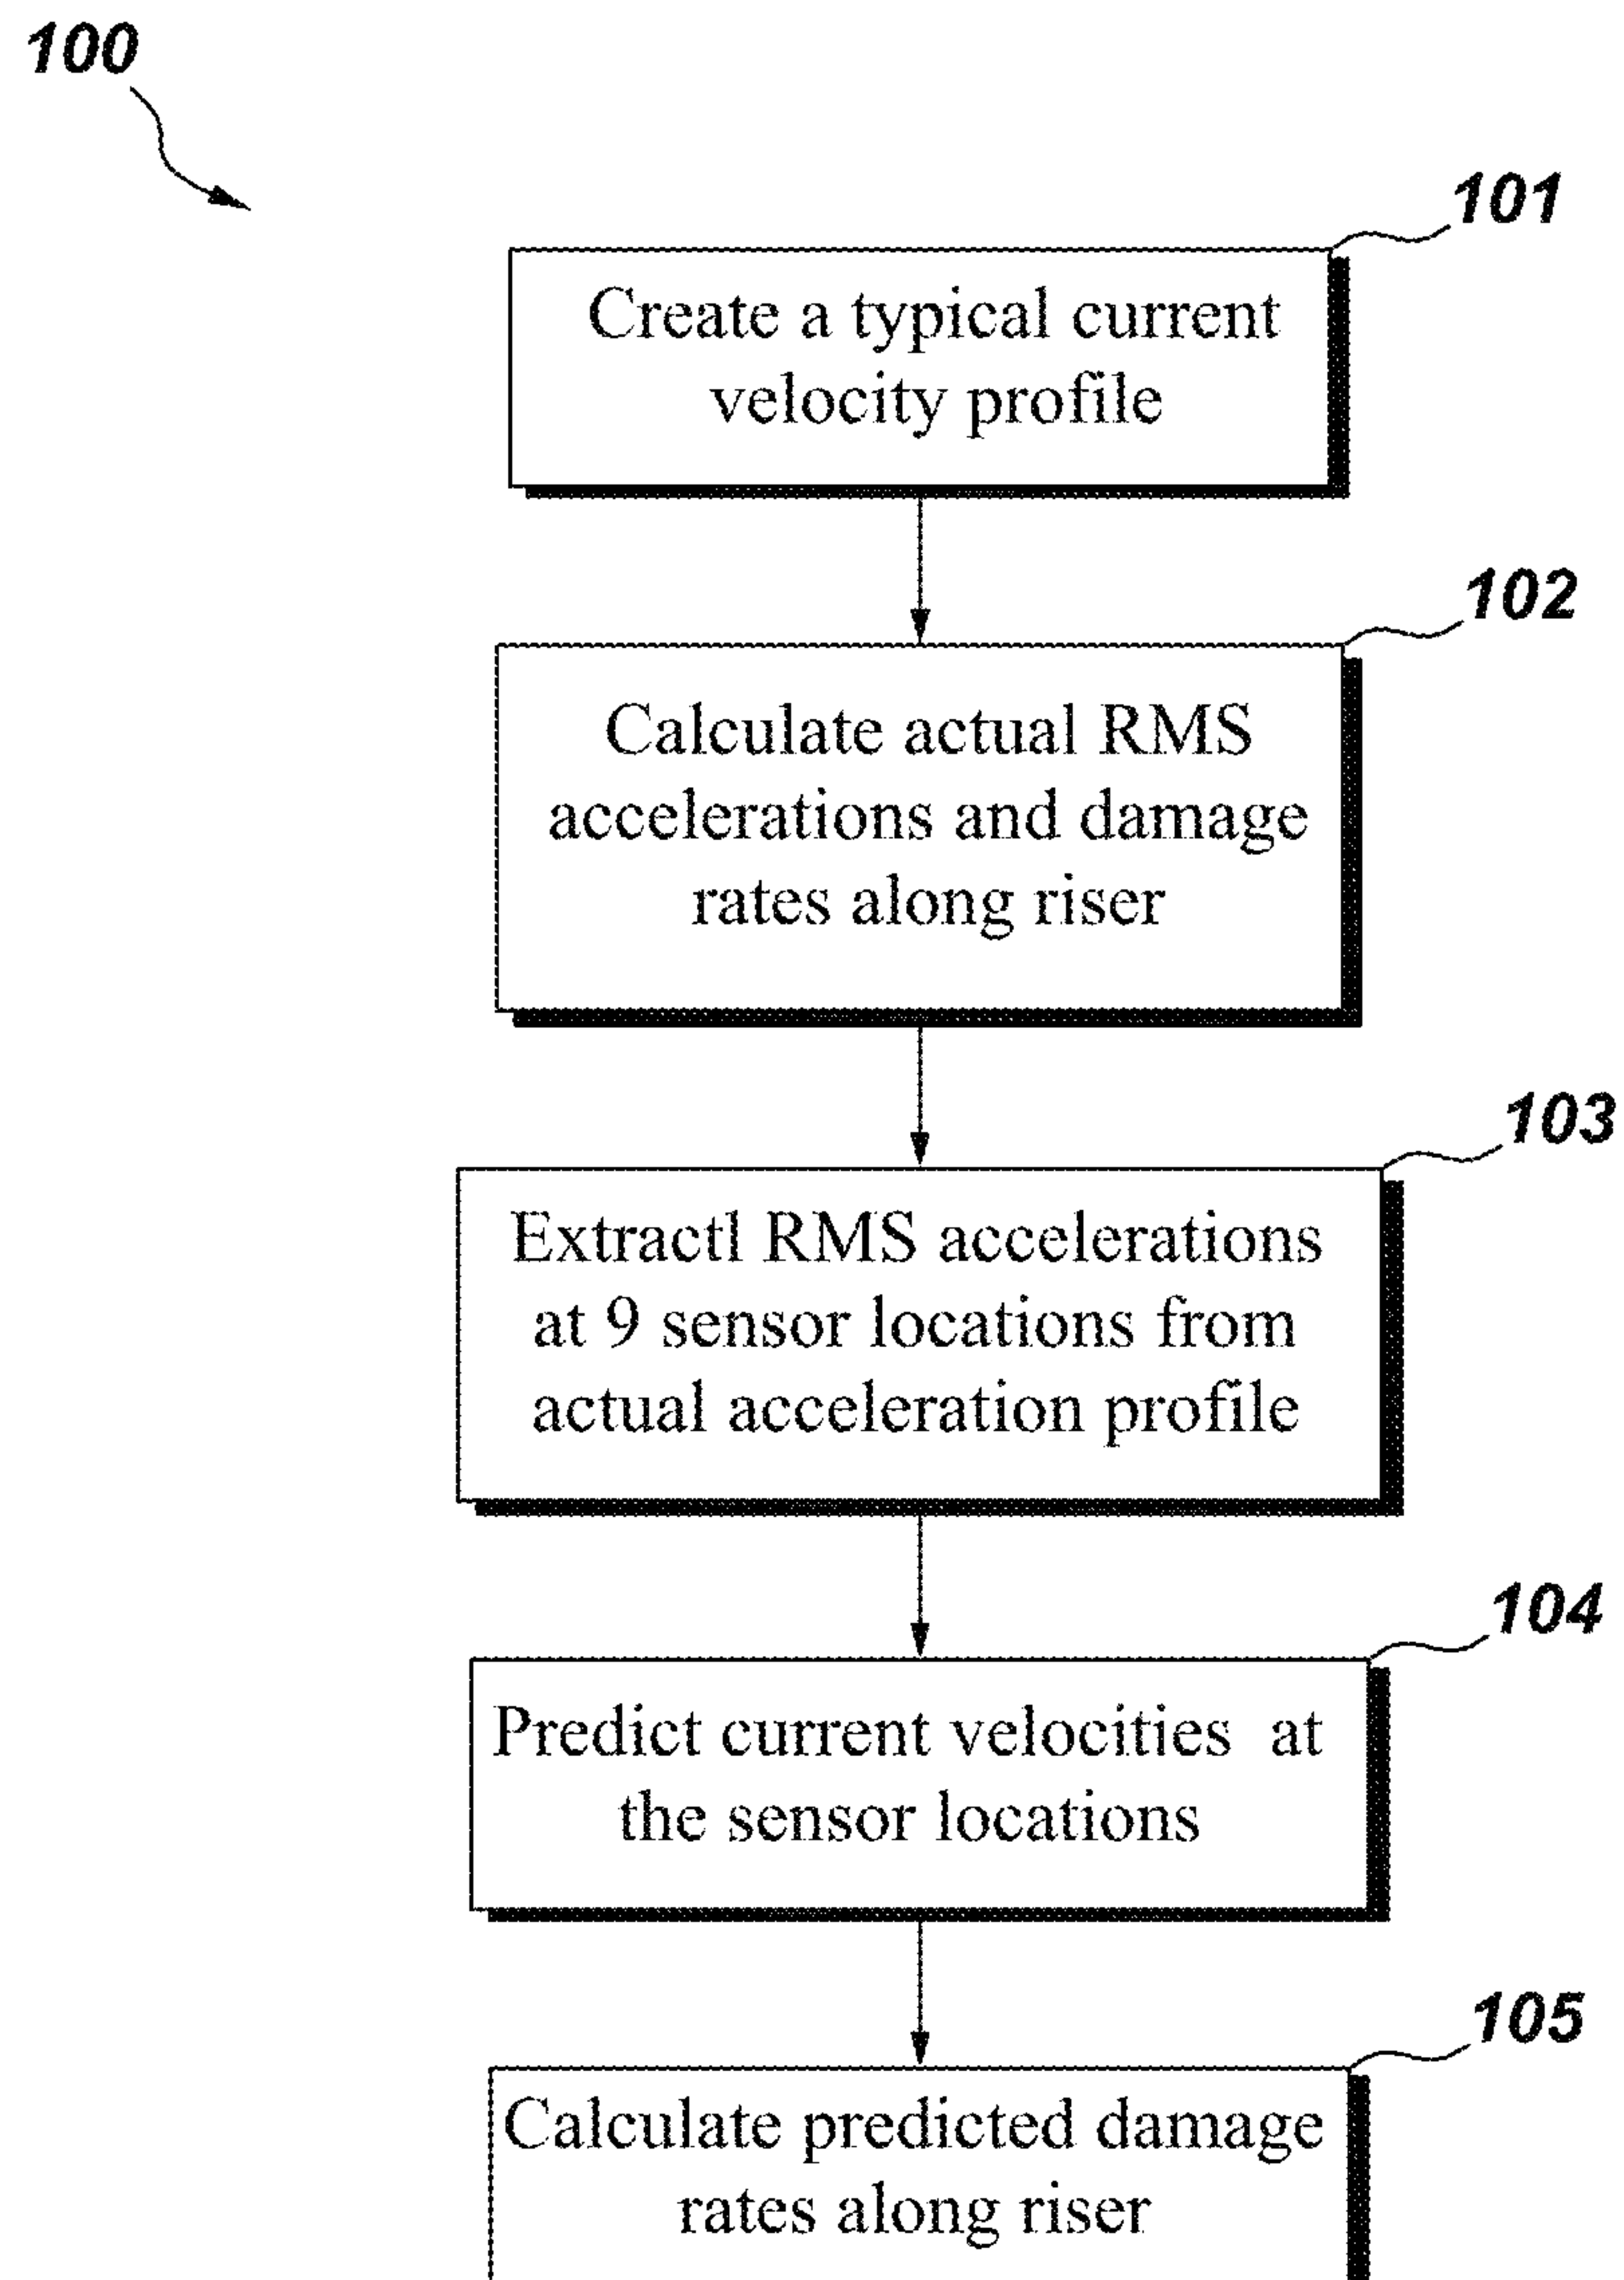 100
101
Create a typical current
velocity profile
102
Calculate actual RMS
accelerations and damage
rates along riser
103
Extractl RMS accelerations
at 9 sensor locations from
actual acceleration profile
104
Predict current velocities at
the sensor locations
105
Calculate predicted damage
rates along riser